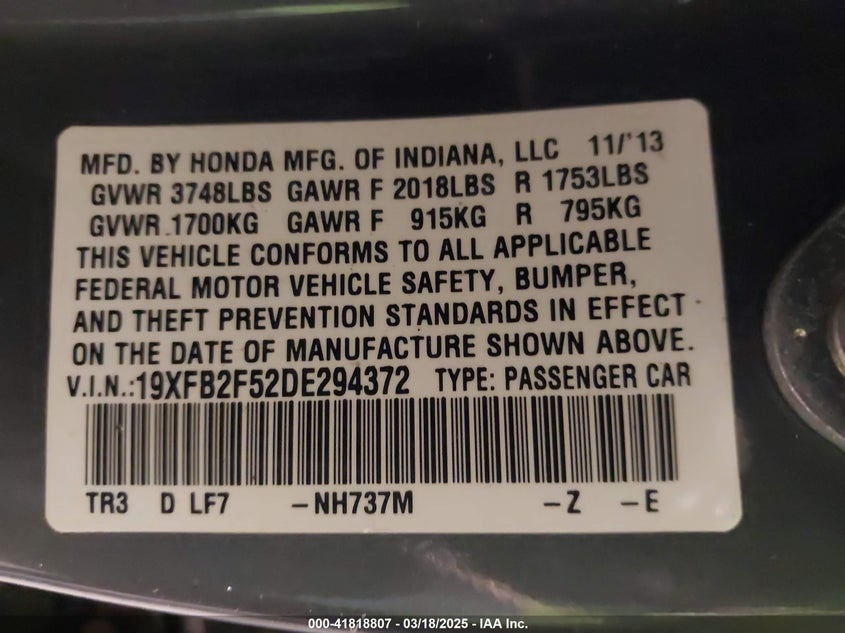 MFD. BY HONDA MFG. OF INDIANA, LLC 11/'13
GVWR 3748LBS GAWR F 2018LBS R 1753LBS
GVWR 1700KG GAWR F 915KG R 795KG
THIS VEHICLE CONFORMS TO ALL APPLICABLE
FEDERAL MOTOR VEHICLE SAFETY, BUMPER,
AND THEFT PREVENTION STANDARDS IN EFFECT
ON THE DATE OF MANUFACTURE SHOWN ABOVE.
V.I.N.:19XFB2F52DE294372 TYPE: PASSENGER CAR
TR3 D LF7 -NH737M -Z -E
000-41818807 - 03/18/2025 - IAA Inc.